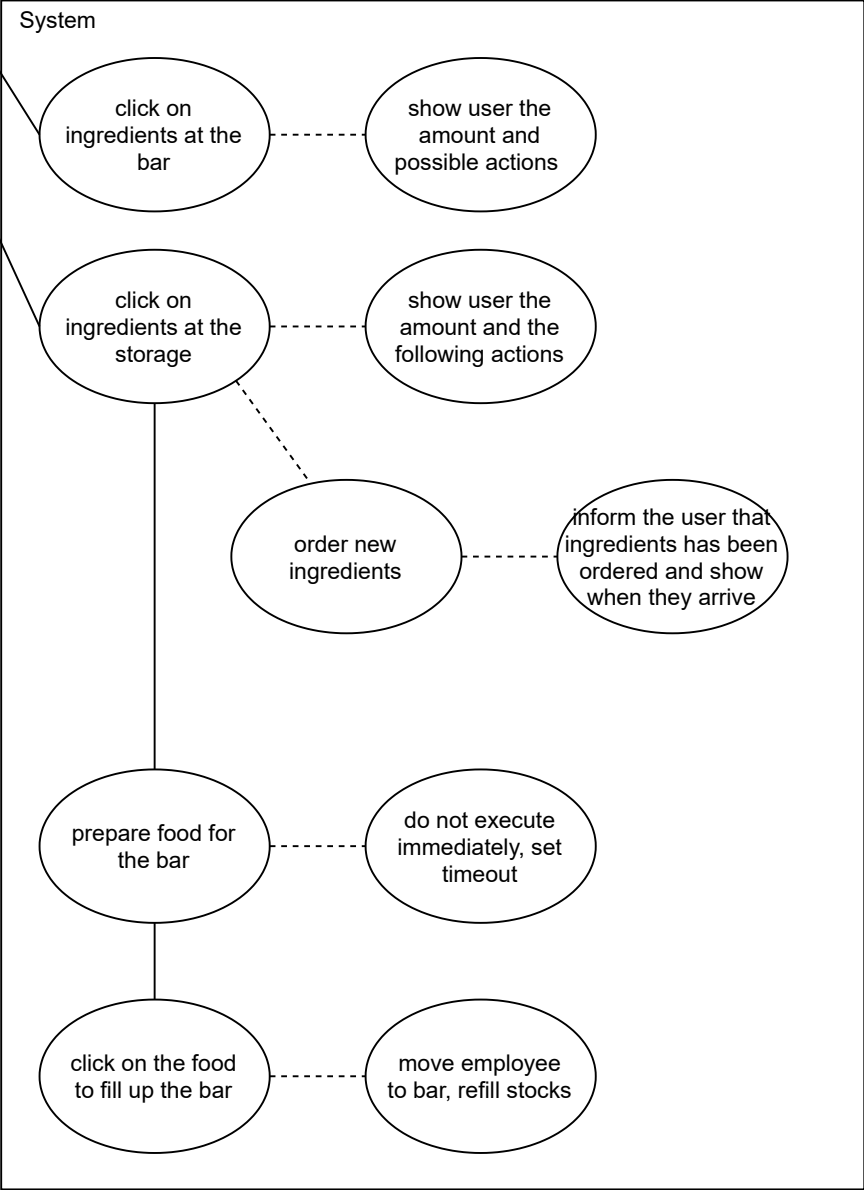 System
click on
ingredients at the
bar
show user the
amount and
possible actions
click on
ingredients at the
storage
show user the
amount and the
following actions
order new
ingredients
inform the user that
ingredients has been
ordered and show
when they arrive
prepare food for
the bar
do not execute
immediately, set
timeout
click on the food
to fill up the bar
move employee
to bar, refill stocks